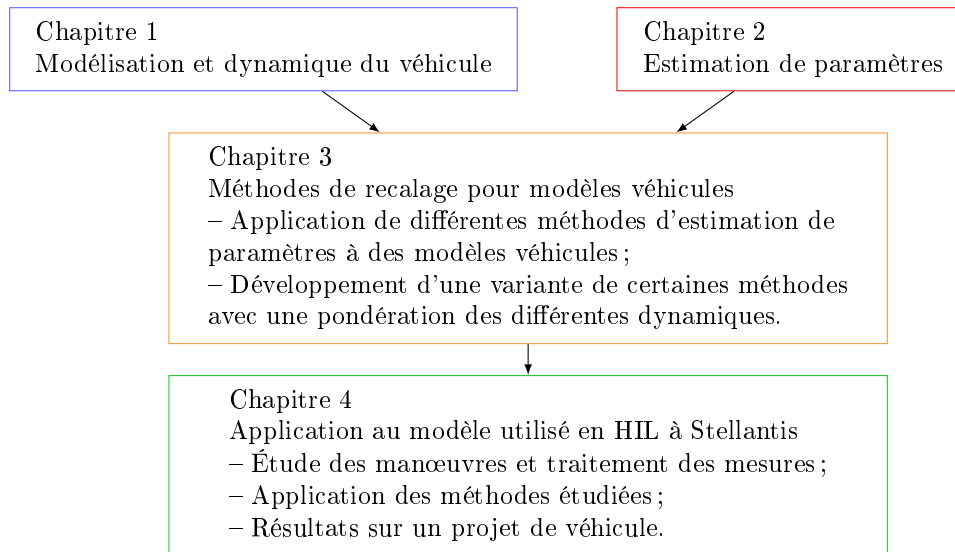 Chapitre 1
Modélisation et dynamique du véhicule
Chapitre 2
Estimation de paramètres
Chapitre 3
Méthodes de recalage pour modèles véhicules
– Application de différentes méthodes d'estimation de
paramètres à des modèles véhicules ;
– Développement d'une variante de certaines méthodes
avec une pondération des différentes dynamiques.
Chapitre 4
Application au modèle utilisé en HIL à Stellantis
– Étude des manœuvres et traitement des mesures ;
– Application des méthodes étudiées ;
– Résultats sur un projet de véhicule.